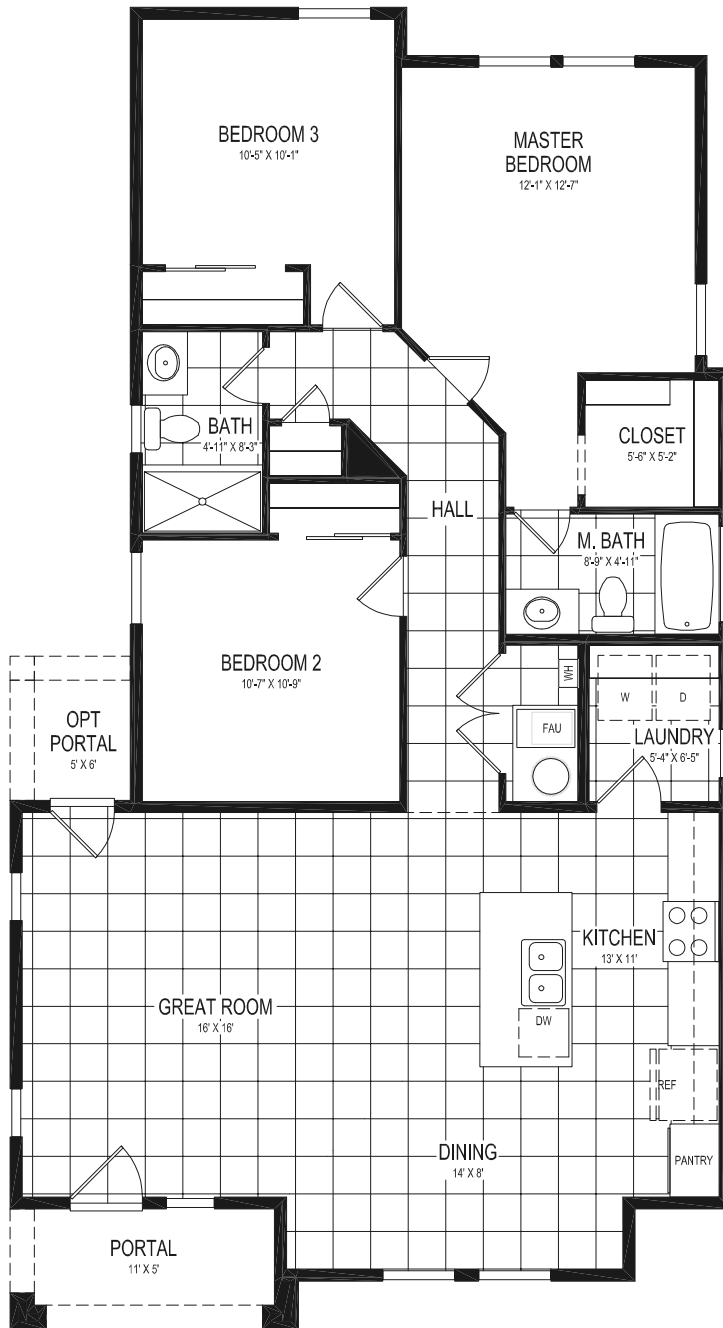 BEDROOM 3
10'-5" X 10'-1"
MASTER
BEDROOM
12'-1" X 12'-7"
BATH
4'-11" X 8'-3"
CLOSET
5'-6" X 5'-2"
HALL
M. BATH
8'-9" X 4'-11"
BEDROOM 2
10'-7" X 10'-9"
WH
W
D
OPT
PORTAL
5' X 6'
FAU
LAUNDRY
5'-4" X 6'-5"
KITCHEN
13' X 11'
GREAT ROOM
16' X 16'
DW
REF
DINING
14' X 8'
PANTRY
PORTAL
11' X 5'